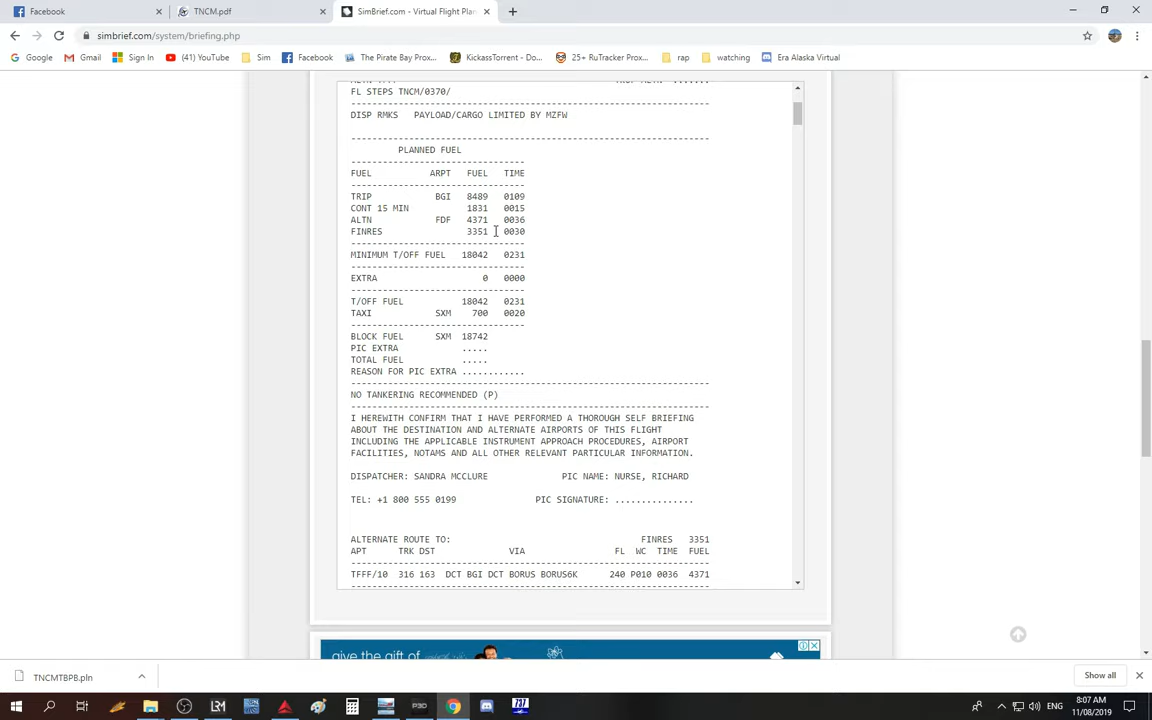 Facebook
TNCM.pdf
SimBrief.com - Virtual Flight Pla
simbrief.com/system/briefing.php
Google
Gmail
Sign In
(41) YouTube
Sim
Facebook
The Pirate Bay Prox...
KickassTorrent - Do...
25+ RuTracker Prox...
rap
watching
Era Alaska Virtual
FL STEPS TNCM/0370/
DISP RMKS PAYLOAD/CARGO LIMITED BY MZFW
PLANNED FUEL
FUEL ARPT FUEL TIME
TRIP BGI 8489 0109
CONT 15 MIN 1831 0015
ALTN FDF 4371 0036
FINRES 3351 0030
MINIMUM T/OFF FUEL 18042 0231
EXTRA 0 0000
T/OFF FUEL 18042 0231
TAXI SXM 700 0020
BLOCK FUEL SXM 18742
PIC EXTRA .....
TOTAL FUEL .....
REASON FOR PIC EXTRA ............
NO TANKERING RECOMMENDED (P)
I HEREWITH CONFIRM THAT I HAVE PERFORMED A THOROUGH SELF BRIEFING
ABOUT THE DESTINATION AND ALTERNATE AIRPORTS OF THIS FLIGHT
INCLUDING THE APPLICABLE INSTRUMENT APPROACH PROCEDURES, AIRPORT
FACILITIES, NOTAMS AND ALL OTHER RELEVANT PARTICULAR INFORMATION.
DISPATCHER: SANDRA MCCLURE PIC NAME: NURSE, RICHARD
TEL: +1 800 555 0199 PIC SIGNATURE: ...............
ALTERNATE ROUTE TO: FINRES 3351
APT TRK DST VIA FL WC TIME FUEL
TFFF/10 316 163 DCT BGI DCT BORUS BORUS6K 240 P010 0036 4371
give the gift of
TNCMTBPB.pln
Show all
P3D
ENG
8:07 AM
11/08/2019